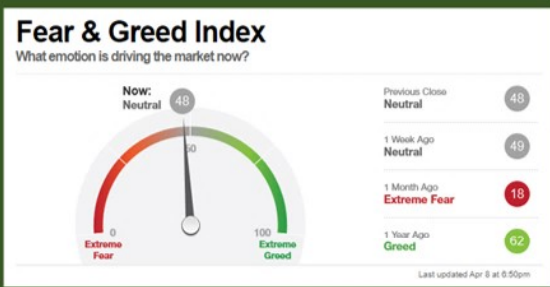 Fear & Greed Index
What emotion is driving the market now?
Now:
Neutral
48
50
0
100
Extreme
Fear
Extreme
Greed
Previous Close
Neutral
48
1 Week Ago
Neutral
49
1 Month Ago
Extreme Fear
18
1 Year Ago
Greed
62
Last updated Apr 8 at 6:50pm